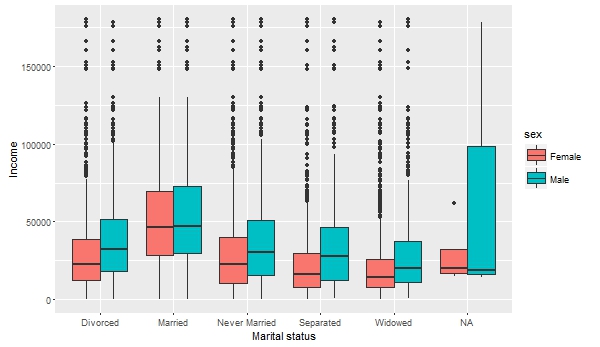 150000
100000
50000
0
Income
Divorced Married Never Married Separated Widowed NA
Marital status
sex
Female
Male